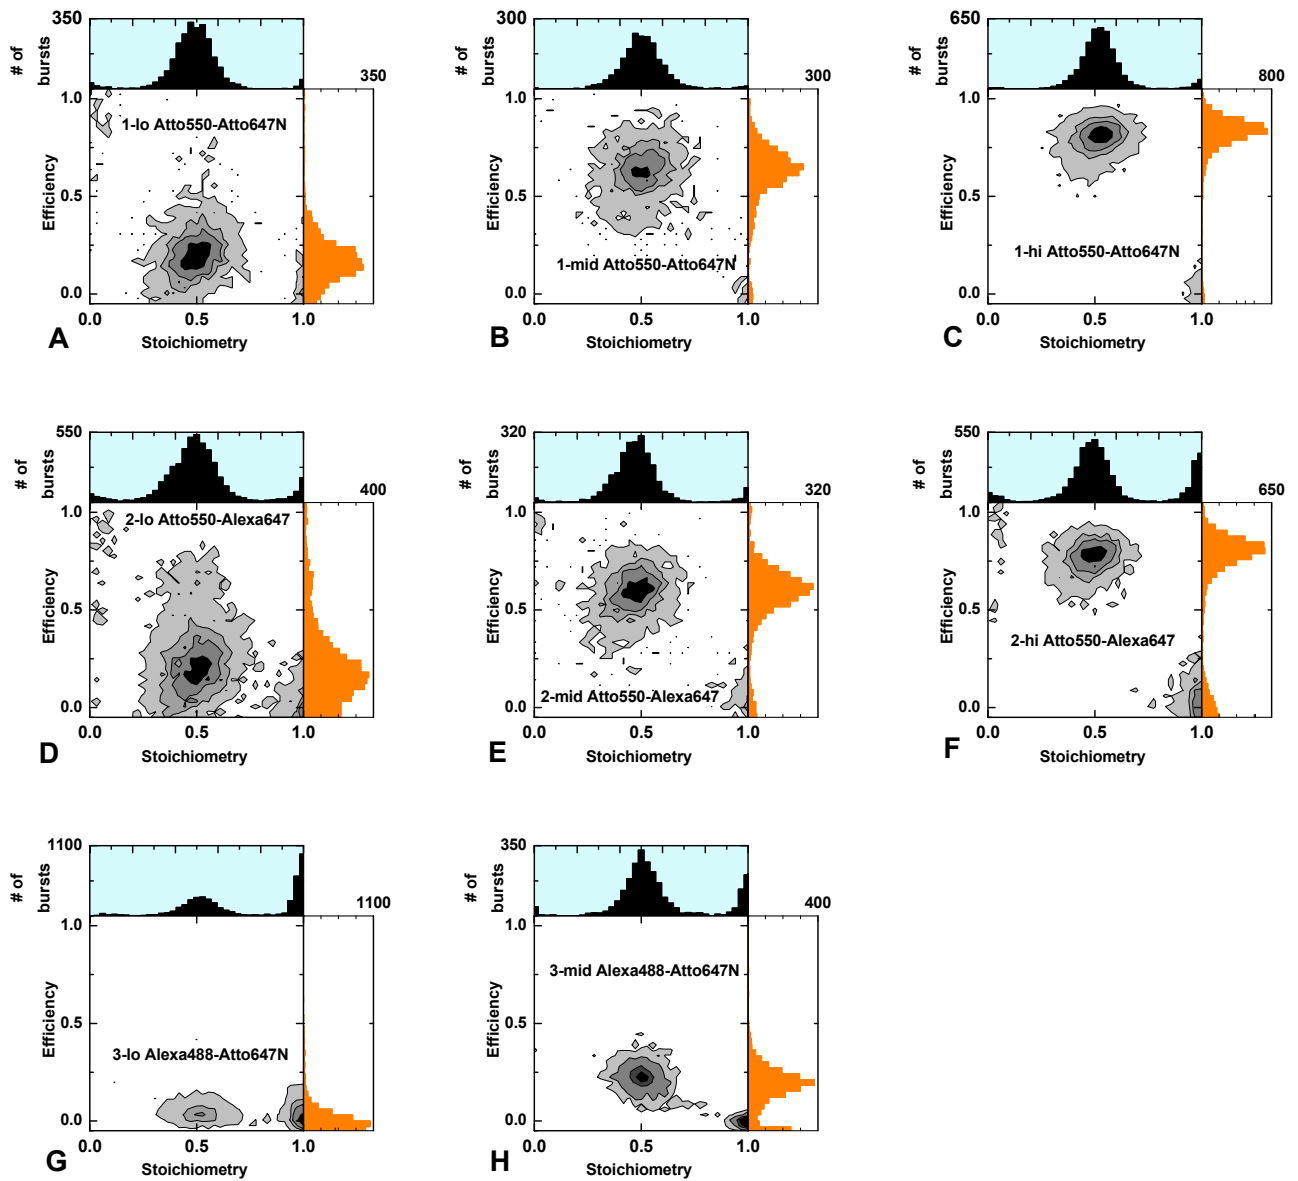 350
# of
bursts
350
1.0
1-lo Atto550-Atto647N
Efficiency
0.5
0.0
0.0
0.5
1.0
A
Stoichiometry
300
# of
bursts
300
1.0
Efficiency
0.5
1-mid Atto550-Atto647N
0.0
0.0
0.5
1.0
B
Stoichiometry
650
# of
bursts
800
1.0
Efficiency
0.5
1-hi Atto550-Atto647N
0.0
0.0
0.5
1.0
C
Stoichiometry
550
# of
bursts
400
1.0
2-lo Atto550-Alexa647
Efficiency
0.5
0.0
0.0
0.5
1.0
D
Stoichiometry
320
# of
bursts
320
1.0
Efficiency
0.5
2-mid Atto550-Alexa647
0.0
0.0
0.5
1.0
E
Stoichiometry
550
# of
bursts
650
1.0
Efficiency
0.5
2-hi Atto550-Alexa647
0.0
0.0
0.5
1.0
F
Stoichiometry
1100
# of
bursts
1100
1.0
Efficiency
0.5
3-lo Alexa488-Atto647N
0.0
0.0
0.5
1.0
G
Stoichiometry
350
# of
bursts
400
1.0
3-mid Alexa488-Atto647N
Efficiency
0.5
0.0
0.0
0.5
1.0
H
Stoichiometry